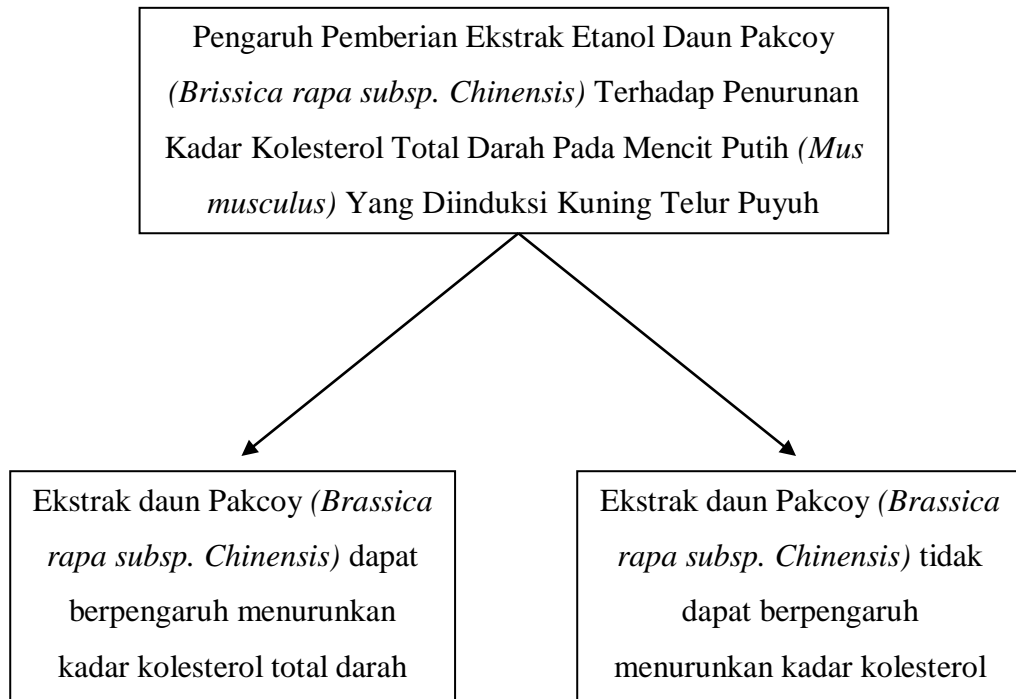 Pengaruh Pemberian Ekstrak Etanol Daun Pakcoy
(Brissica rapa subsp. Chinensis) Terhadap Penurunan
Kadar Kolesterol Total Darah Pada Mencit Putih (Mus
musculus) Yang Diinduksi Kuning Telur Puyuh
Ekstrak daun Pakcoy (Brassica
rapa subsp. Chinensis) dapat
berpengaruh menurunkan
kadar kolesterol total darah
Ekstrak daun Pakcoy (Brassica
rapa subsp. Chinensis) tidak
dapat berpengaruh
menurunkan kadar kolesterol